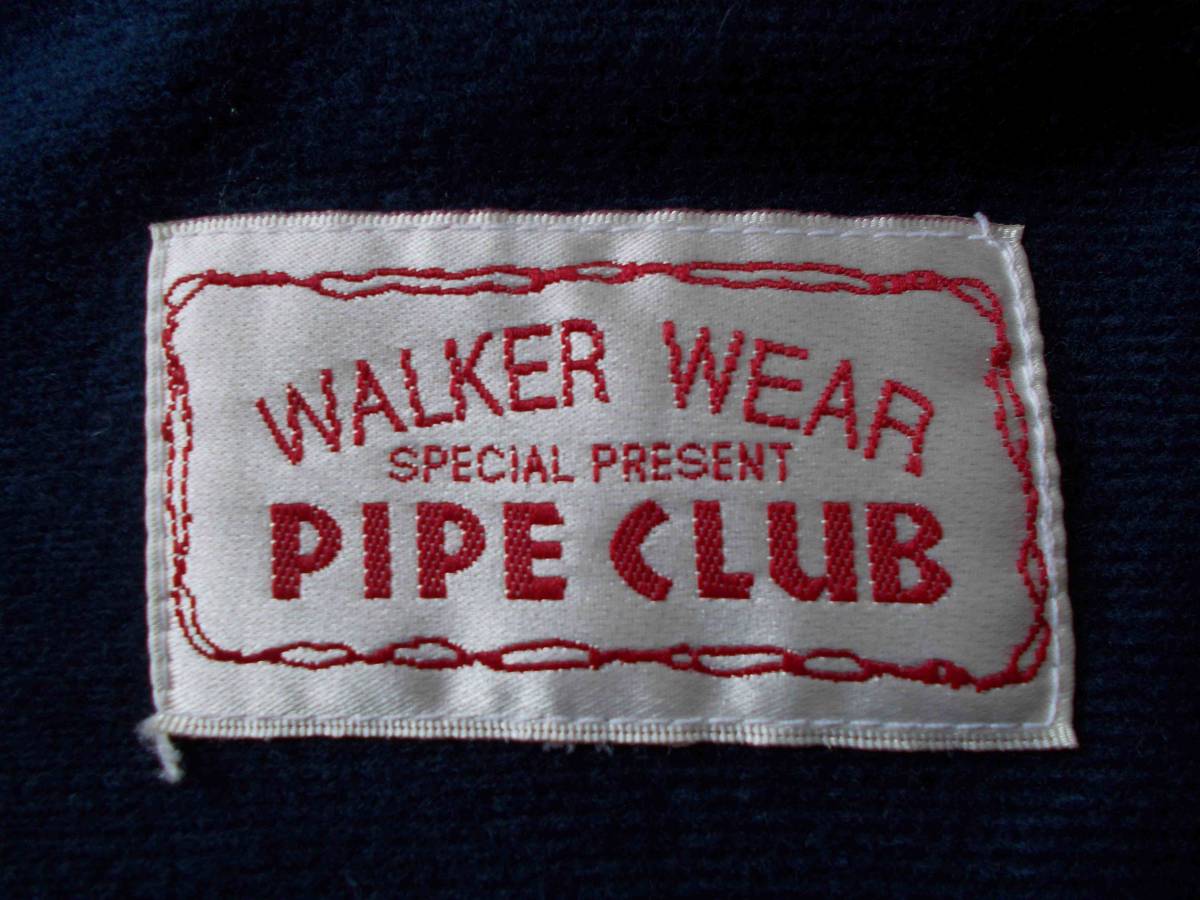 WALKER WEAR
SPECIAL PRESENT
PIPE CLUB